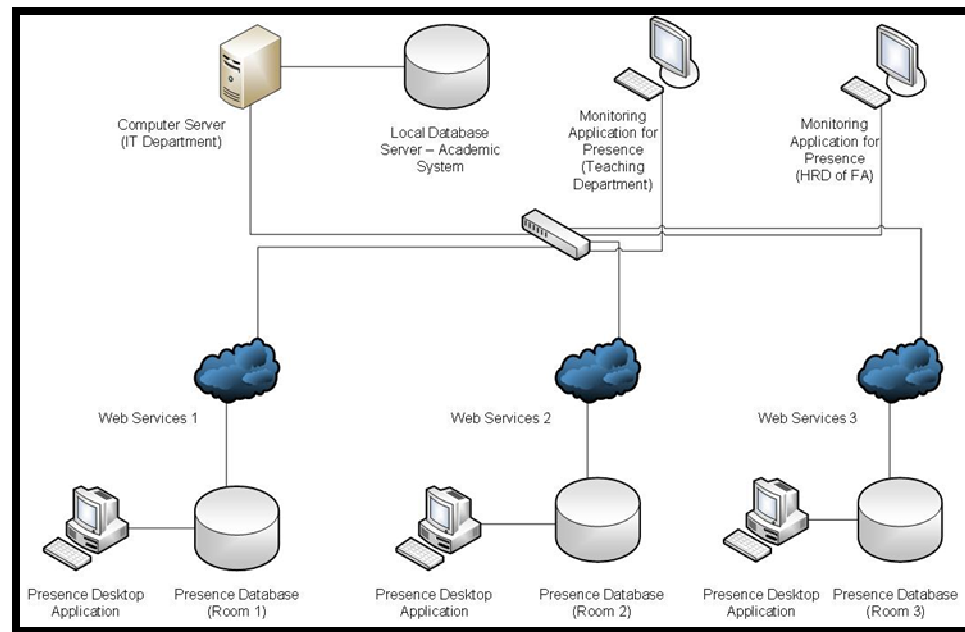 Computer Server
(IT Department)
Local Database
Server – Academic
System
Monitoring
Application for
Presence
(Teaching
Department)
Monitoring
Application for
Presence
(HRD of FA)
Web Services 1
Web Services 2
Web Services 3
Presence Desktop
Application
Presence Database
(Room 1)
Presence Desktop
Application
Presence Database
(Room 2)
Presence Desktop
Application
Presence Database
(Room 3)